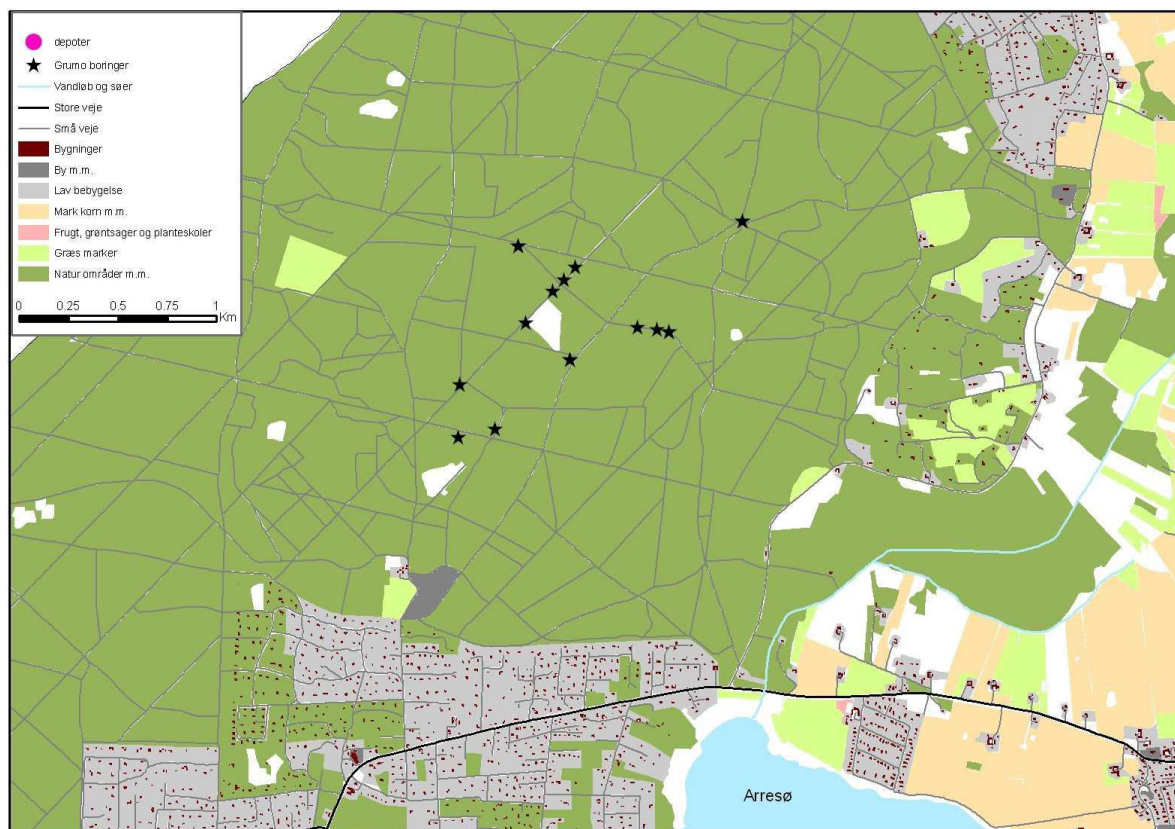 depoter
Grumo boringer
Vandløb og søer
Store veje
Små veje
Bygninger
By m.m.
Lav bebygelse
Mark korn m.m.
Frugt, grøntsager og planteskoler
Græs marker
Natur områder m.m.
0 0.25 0.5 0.75 1
Km
Arresø